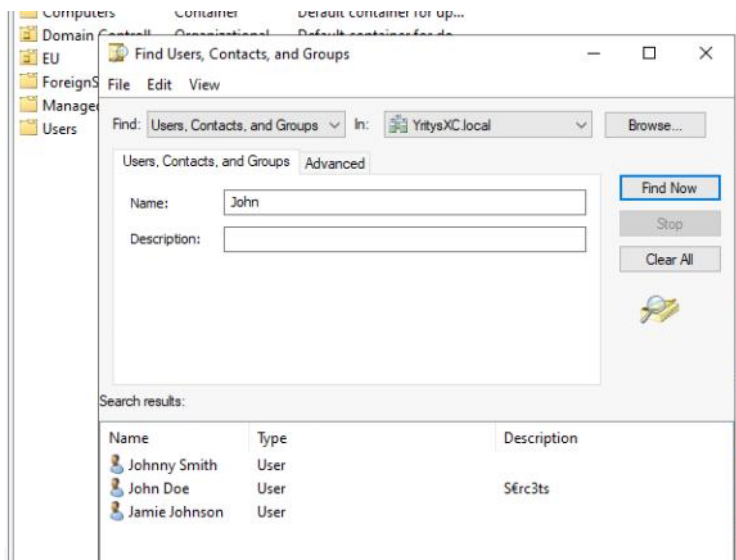 Computers Container Default container for up...
Domain Controll Organizational Default container for de
Find Users, Contacts, and Groups
EU
ForeignS
File Edit View
Manage
Users
Find: Users, Contacts, and Groups In: YritysXC.local Browse...
Users, Contacts, and Groups Advanced
Find Now
Name: John
Stop
Description:
Clear All
Search results:
Name Type Description
Johnny Smith User
John Doe User S€rc3ts
Jamie Johnson User